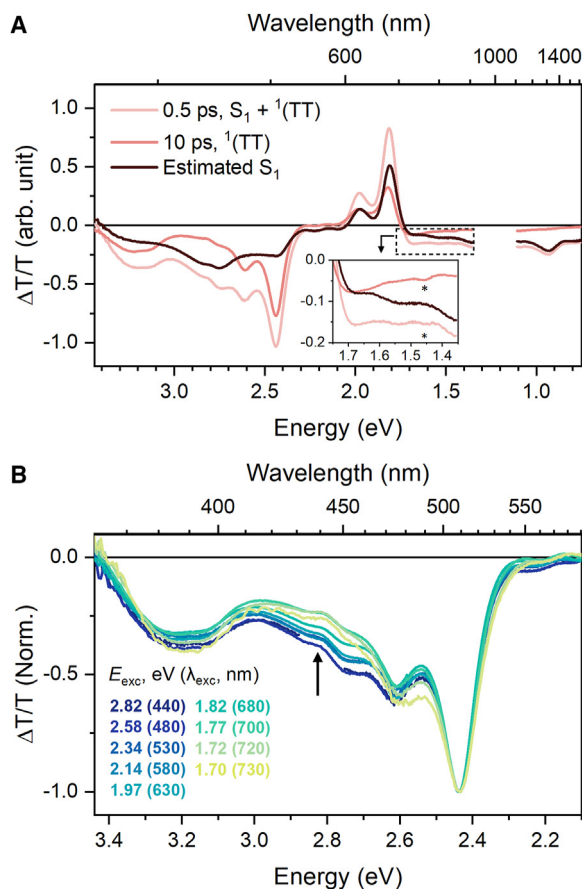 A
Wavelength (nm)
600 1000 1400
1.0
0.5
0.0
-0.5
-1.0
ΔT/T (arb. unit)
0.5 ps, S₁ + ¹(TT)
10 ps, ¹(TT)
Estimated S₁
0.0
-0.1
-0.2
*
*
1.7 1.6 1.5 1.4
3.0 2.5 2.0 1.5 1.0
Energy (eV)
B
Wavelength (nm)
400 450 500 550
0.0
-0.5
-1.0
ΔT/T (Norm.)
E_exc, eV (λ_exc, nm)
2.82 (440) 1.82 (680)
2.58 (480) 1.77 (700)
2.34 (530) 1.72 (720)
2.14 (580) 1.70 (730)
1.97 (630)
3.4 3.2 3.0 2.8 2.6 2.4 2.2
Energy (eV)